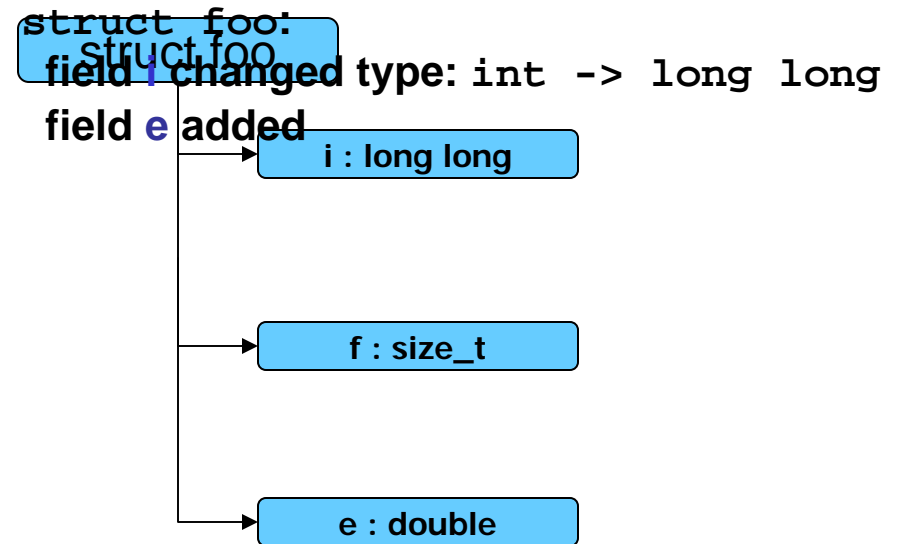 struct foo:
struct foo
field i changed type: int -> long long
field e added
i : long long
f : size_t
e : double